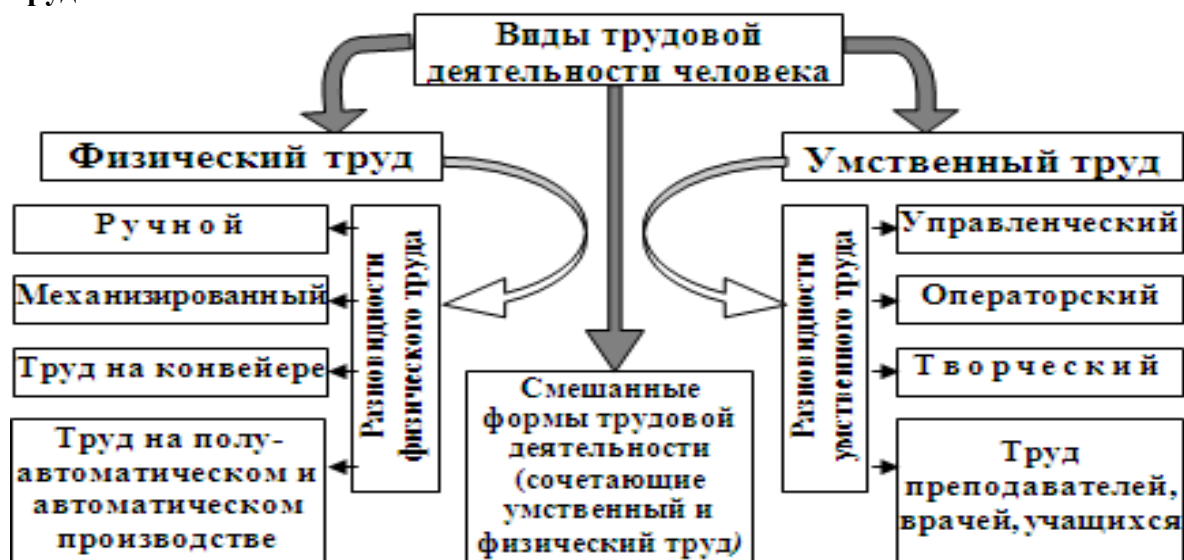 Виды трудовой
деятельности человека
Физический труд
Умственный труд
Ручной
Механизированный
Труд на конвейере
Труд на полу-
автоматическом и
автоматическом
производстве
Разновидности
физического труда
Смешанные
формы трудовой
деятельности
(сочетающие
умственный и
физический труд)
Разновидности
умственного труда
Управленческий
Операторский
Творческий
Труд
преподавателей,
врачей, учащихся